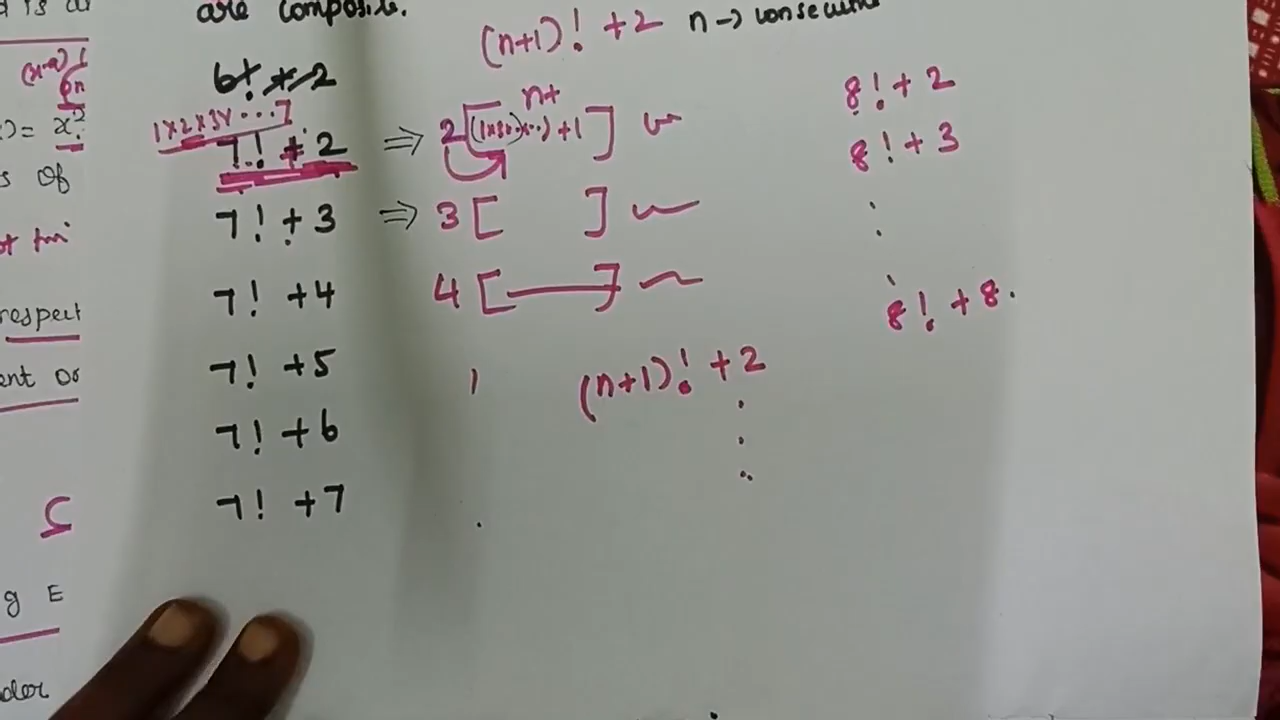 are composite.
(n+1)! + 2 n → consecutive
6! + 2
1×2×3×...]
7! + 2 ⇒ 2[(1×3×...) + 1]
n+
7! + 3 ⇒ 3[ ]
7! + 4 4[ ]
7! + 5
7! + 6
7! + 7
(n+1)! + 2
8! + 2
8! + 3
8! + 8.
s of
respect
ent or
g E
der